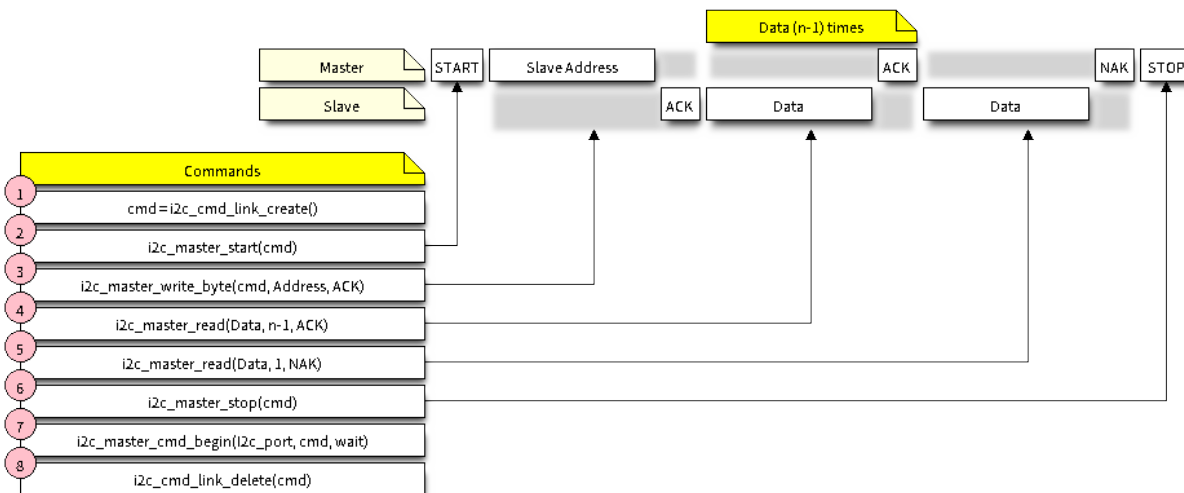 Data (n-1) times
Master START Slave Address ACK NAK STOP
Slave ACK Data Data
Commands
1
cmd = i2c_cmd_link_create()
2
i2c_master_start(cmd)
3
i2c_master_write_byte(cmd, Address, ACK)
4
i2c_master_read(Data, n-1, ACK)
5
i2c_master_read(Data, 1, NAK)
6
i2c_master_stop(cmd)
7
i2c_master_cmd_begin(I2c_port, cmd, wait)
8
i2c_cmd_link_delete(cmd)